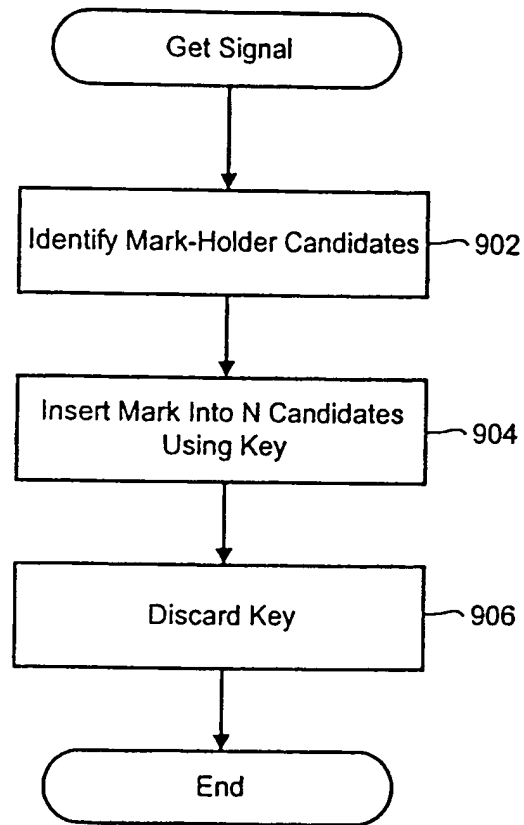 Get Signal
Identify Mark-Holder Candidates
902
Insert Mark Into N Candidates
Using Key
904
Discard Key
906
End